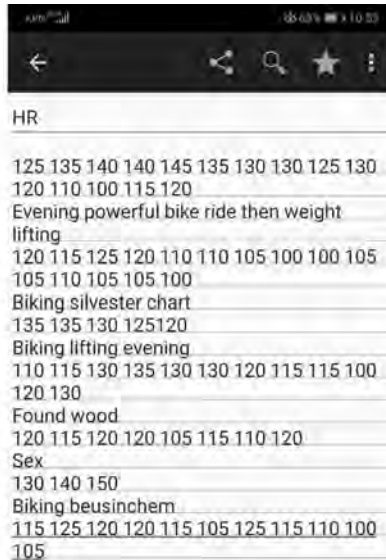 HR
125 135 140 140 145 135 130 130 125 130
120 110 100 115 120
Evening powerful bike ride then weight
lifting
120 115 125 120 110 110 105 100 100 105
105 110 105 105 100
Biking silvester chart
135 135 130 125120
Biking lifting evening
110 115 130 135 130 130 120 115 115 100
120 130
Found wood
120 115 120 120 105 115 110 120
Sex
130 140 150
Biking beusinchem
115 125 120 120 115 105 125 115 110 100
105